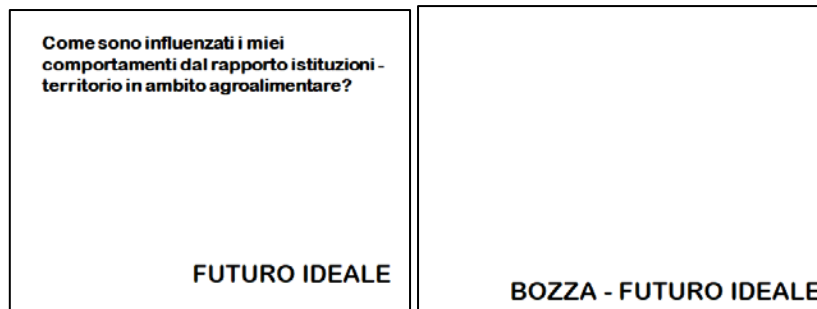 Come sono influenzati i miei
comportamenti dal rapporto istituzioni -
territorio in ambito agroalimentare?
FUTURO IDEALE
BOZZA - FUTURO IDEALE